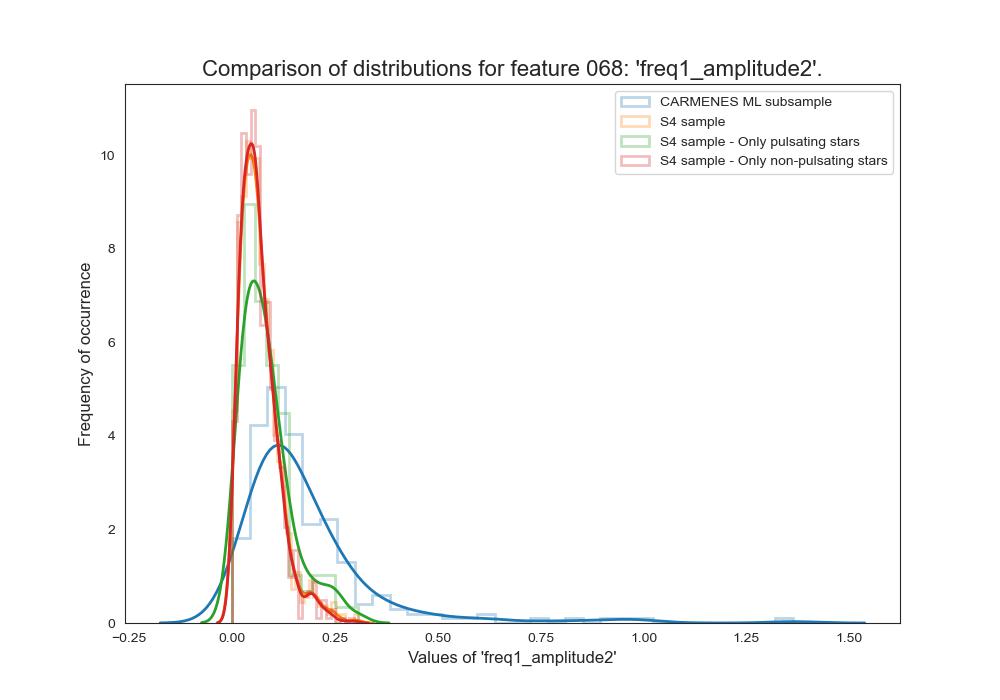 Comparison of distributions for feature 068: 'freq1_amplitude2'.
CARMENES ML subsample
S4 sample
S4 sample - Only pulsating stars
S4 sample - Only non-pulsating stars
Frequency of occurrence
10
8
6
4
2
0
−0.25 0.00 0.25 0.50 0.75 1.00 1.25 1.50
Values of 'freq1_amplitude2'